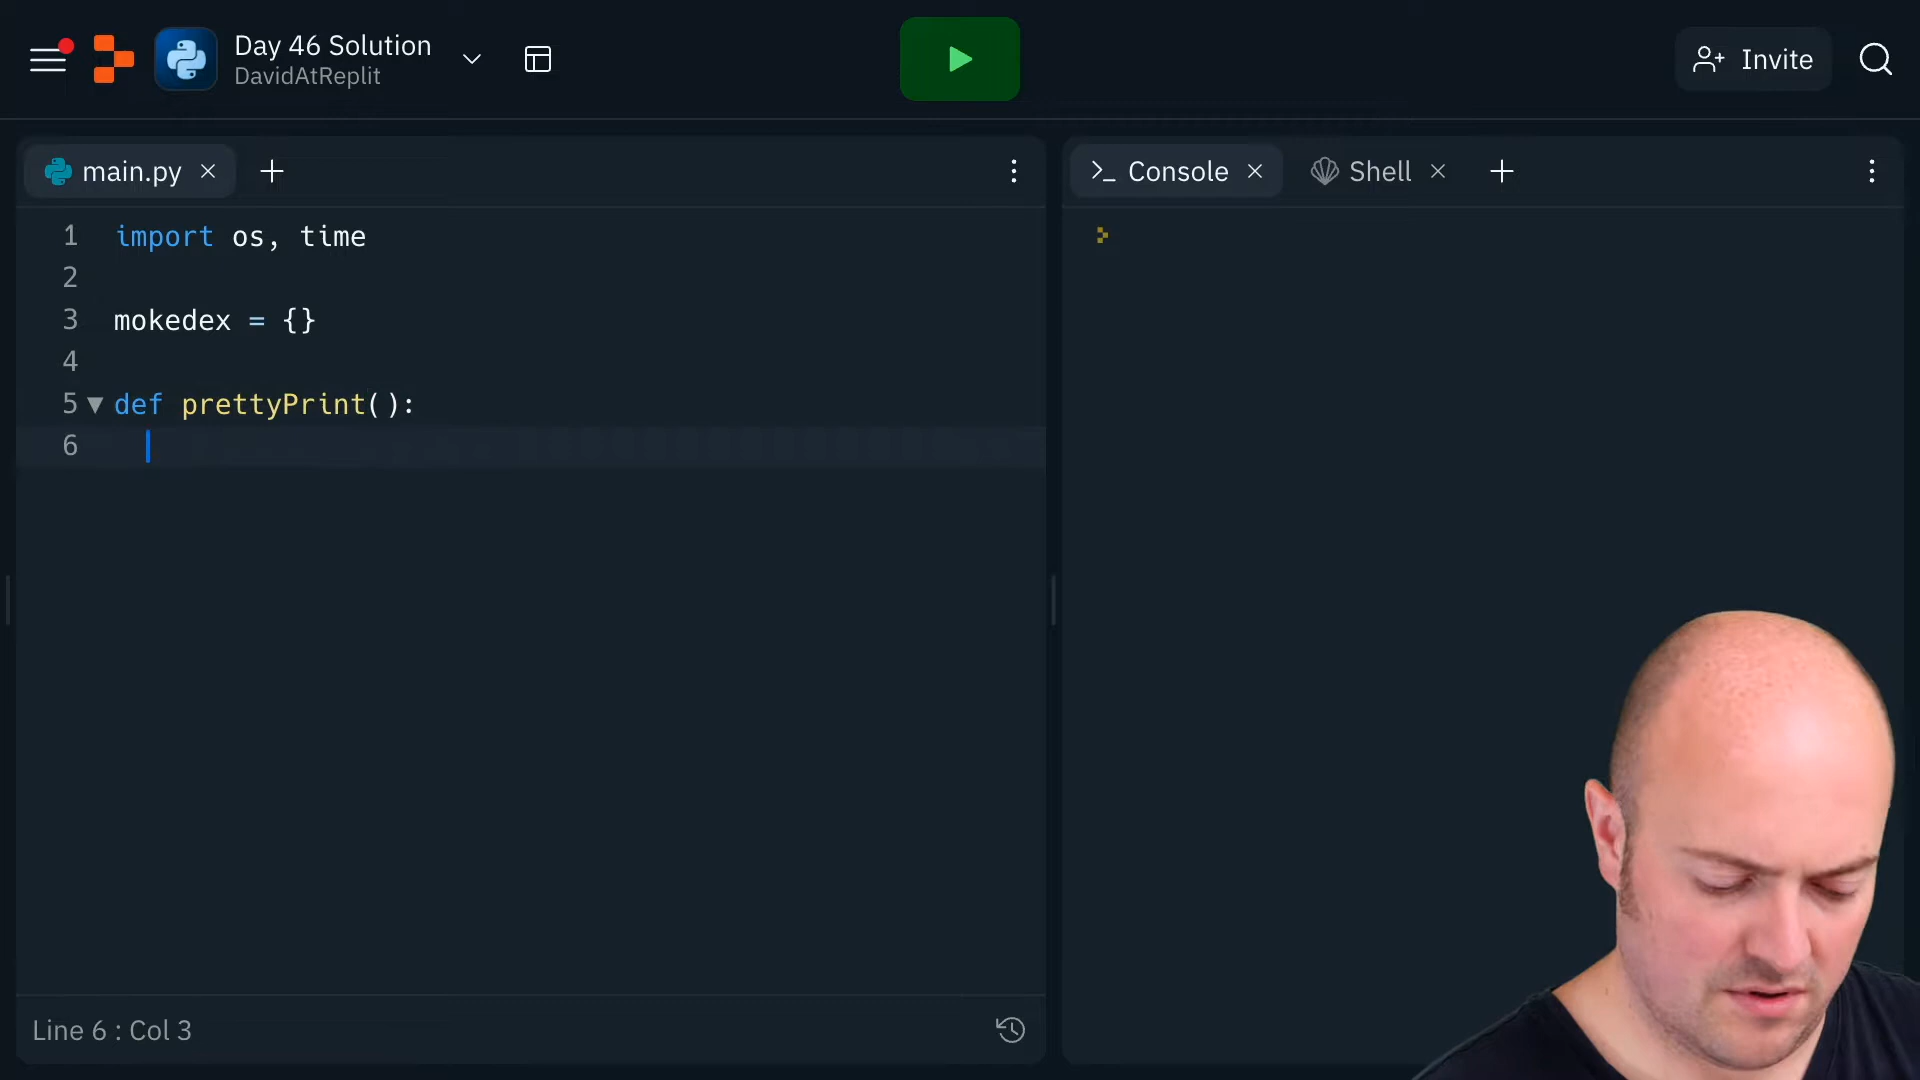 Day 46 Solution
DavidAtReplit
Invite
main.py
Console
Shell
1 import os, time
2
3 mokedex = {}
4
5 def prettyPrint():
6
Line 6 : Col 3